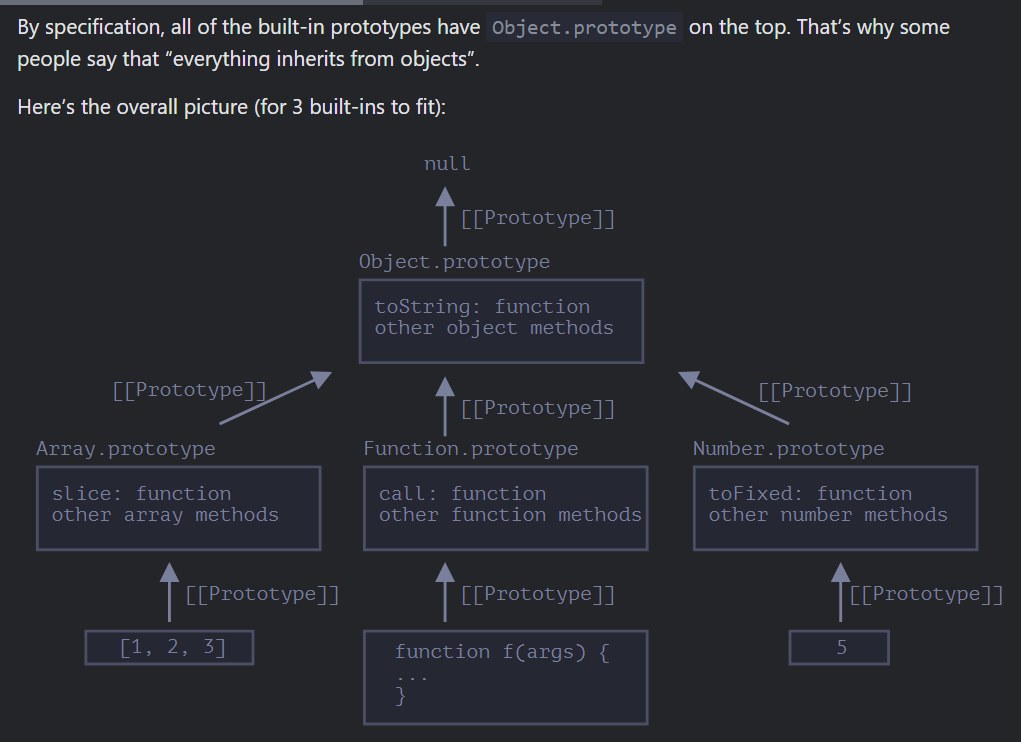 By specification, all of the built-in prototypes have Object.prototype on the top. That’s why some
people say that “everything inherits from objects”.
Here’s the overall picture (for 3 built-ins to fit):
null
[[Prototype]]
Object.prototype
toString: function
other object methods
[[Prototype]]
[[Prototype]]
[[Prototype]]
Array.prototype
Function.prototype
Number.prototype
slice: function
other array methods
call: function
other function methods
toFixed: function
other number methods
[[Prototype]]
[[Prototype]]
[[Prototype]]
[1, 2, 3]
function f(args) {
...
}
5